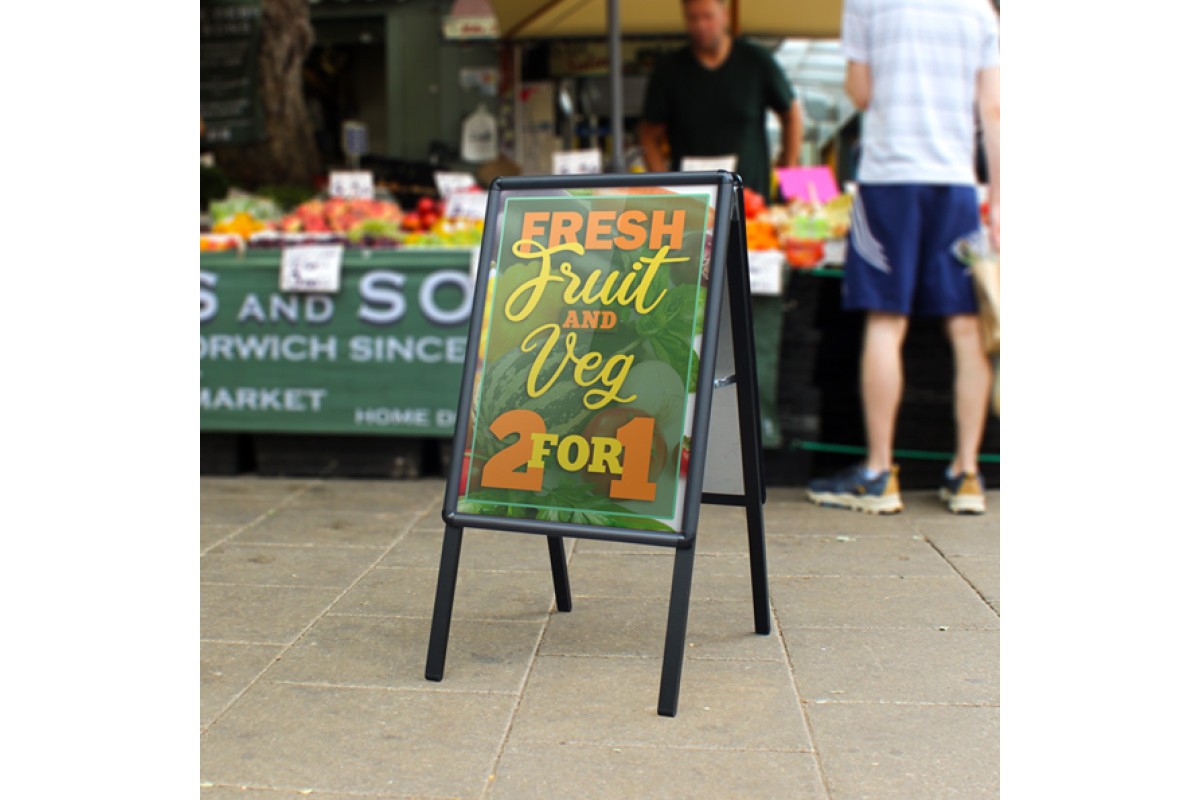 FRESH
Fruit
AND
Veg
2 FOR 1
S AND SO
ORWICH SINCE
MARKET
HOME D